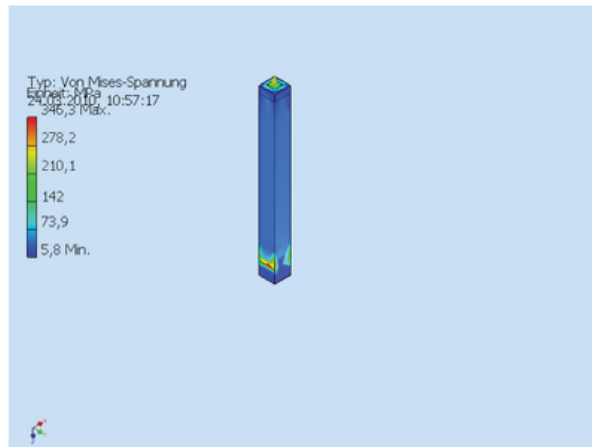 Typ: Von Mises-Spannung
Einheit: MPa
24.03.2010, 10:57:17
346,3 Max.
278,2
210,1
142
73,9
5,8 Min.